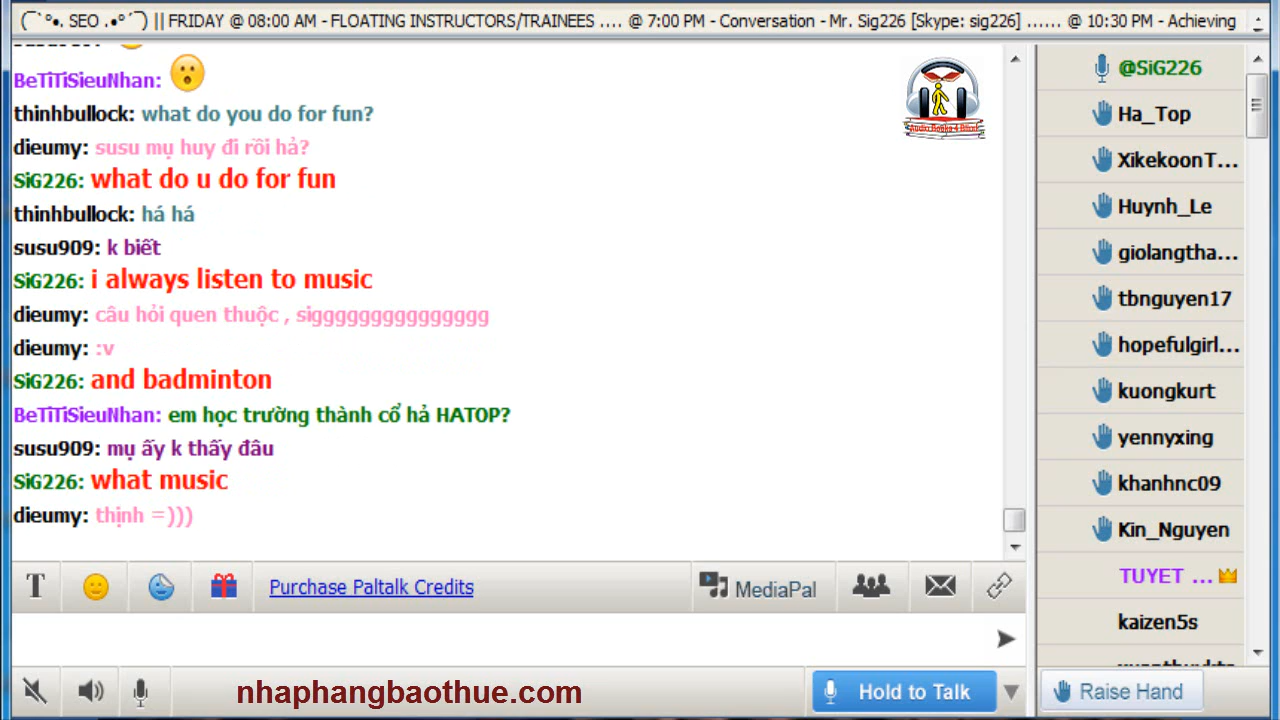 (¯`°•. SEO .•°´¯) || FRIDAY @ 08:00 AM - FLOATING INSTRUCTORS/TRAINEES .... @ 7:00 PM - Conversation - Mr. Sig226 [Skype: sig226] ...... @ 10:30 PM - Achieving
BeTiTiSieuNhan:
thinhbullock: what do you do for fun?
dieumy: susu mụ huy đi rồi hả?
SiG226: what do u do for fun
thinhbullock: há há
susu909: k biết
SiG226: i always listen to music
dieumy: câu hỏi quen thuộc , siggggggggggggggg
dieumy: :v
SiG226: and badminton
BeTiTiSieuNhan: em học trường thành cổ hả HATOP?
susu909: mụ ấy k thấy đâu
SiG226: what music
dieumy: thịnh =)))
T
Purchase Paltalk Credits
MediaPal
nhaphangbaothue.com
Hold to Talk
@SiG226
Ha_Top
XikekoonT...
Huynh_Le
giolangtha...
tbnguyen17
hopefulgirl...
kuongkurt
yennyxing
khanhnc09
Kin_Nguyen
TUYET ...
kaizen5s
Raise Hand